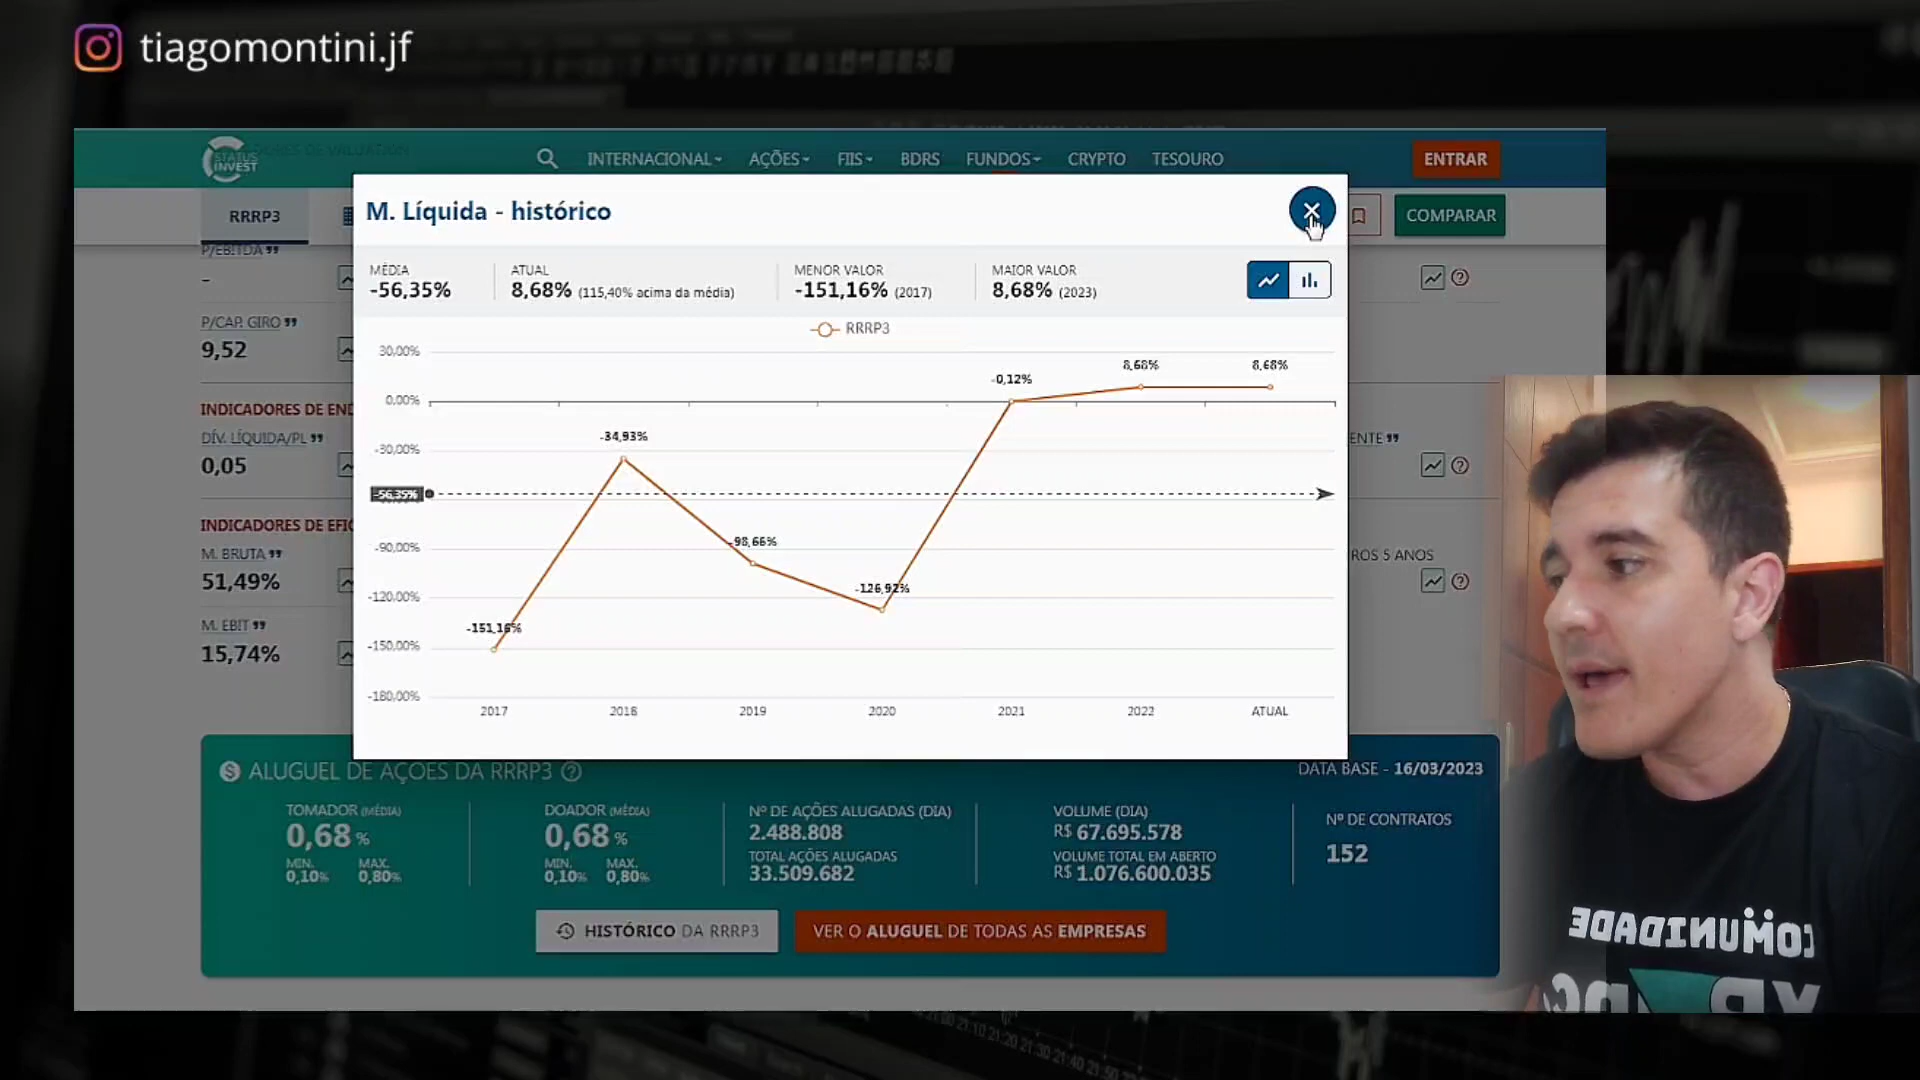 tiagomontini.jf
STATUS INVEST
INTERNACIONAL
AÇÕES
FIIS
BDRS
FUNDOS
CRYPTO
TESOURO
ENTRAR
RRRP3
COMPARAR
M. Líquida - histórico
MÉDIA
-56,35%
ATUAL
8,68% (115,40% acima da média)
MENOR VALOR
-151,16% (2017)
MAIOR VALOR
8,68% (2023)
RRRP3
30,00%
0,00%
-30,00%
-56,35%
-90,00%
-120,00%
-150,00%
-180,00%
-151,16%
-34,93%
-98,66%
-126,92%
-0,12%
8,68%
8,68%
2017
2018
2019
2020
2021
2022
ATUAL
P/EBITDA
-
P/CAP. GIRO
9,52
INDICADORES DE END
DÍV. LÍQUIDA/PL
0,05
ENTE
INDICADORES DE EFIC
M. BRUTA
51,49%
ROS 5 ANOS
M. EBIT
15,74%
ALUGUEL DE AÇÕES DA RRRP3
DATA BASE - 16/03/2023
TOMADOR (MÉDIA)
0,68 %
MIN. 0,10%
MAX. 0,80%
DOADOR (MÉDIA)
0,68 %
MIN. 0,10%
MAX. 0,80%
Nº DE AÇÕES ALUGADAS (DIA)
2.488.808
TOTAL AÇÕES ALUGADAS
33.509.682
VOLUME (DIA)
R$ 67.695.578
VOLUME TOTAL EM ABERTO
R$ 1.076.600.035
Nº DE CONTRATOS
152
HISTÓRICO DA RRRP3
VER O ALUGUEL DE TODAS AS EMPRESAS
COMUNIDADE